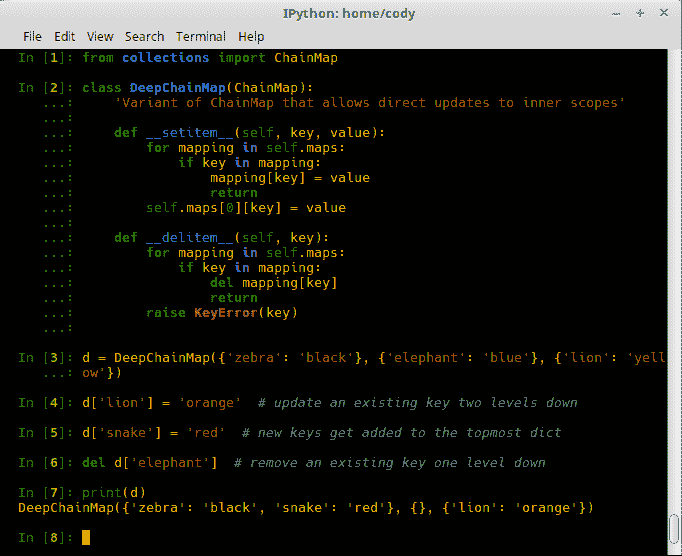 IPython: home/cody
File Edit View Search Terminal Help
In [1]: from collections import ChainMap
In [2]: class DeepChainMap(ChainMap):
   ...:     'Variant of ChainMap that allows direct updates to inner scopes'
   ...:
   ...:     def __setitem__(self, key, value):
   ...:         for mapping in self.maps:
   ...:             if key in mapping:
   ...:                 mapping[key] = value
   ...:                 return
   ...:         self.maps[0][key] = value
   ...:
   ...:     def __delitem__(self, key):
   ...:         for mapping in self.maps:
   ...:             if key in mapping:
   ...:                 del mapping[key]
   ...:                 return
   ...:         raise KeyError(key)
   ...:
In [3]: d = DeepChainMap({'zebra': 'black'}, {'elephant': 'blue'}, {'lion': 'yell
   ...: ow'})
In [4]: d['lion'] = 'orange'  # update an existing key two levels down
In [5]: d['snake'] = 'red'  # new keys get added to the topmost dict
In [6]: del d['elephant']  # remove an existing key one level down
In [7]: print(d)
DeepChainMap({'zebra': 'black', 'snake': 'red'}, {}, {'lion': 'orange'})
In [8]: